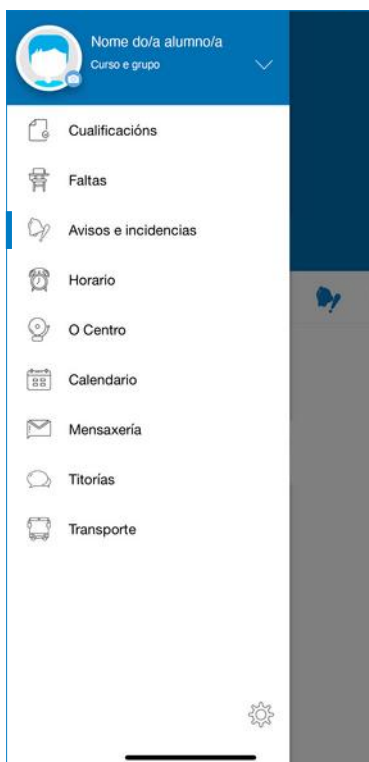 Nome do/a alumno/a
Curso e grupo
Cualificacións
Faltas
Avisos e incidencias
Horario
O Centro
Calendario
Mensaxería
Titorías
Transporte